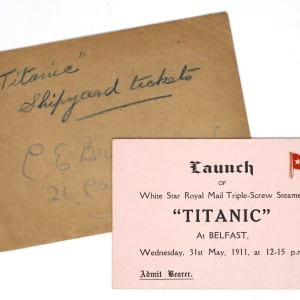 "Titanic"
Shipyard tickets
C E
Launch
OF
White Star Royal Mail Triple-Screw Steame
"TITANIC"
At BELFAST,
Wednesday, 31st May, 1911, at 12-15 p.m
Admit Bearer.